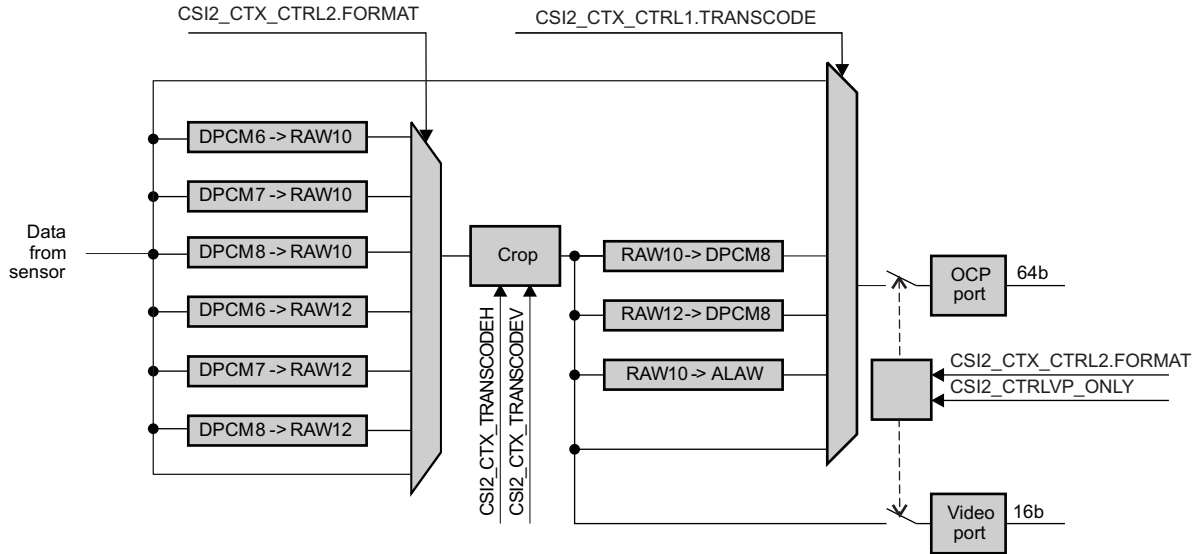 CSI2_CTX_CTRL2.FORMAT
CSI2_CTX_CTRL1.TRANSCODE
DPCM6 -> RAW10
DPCM7 -> RAW10
DPCM8 -> RAW10
DPCM6 -> RAW12
DPCM7 -> RAW12
DPCM8 -> RAW12
Data
from
sensor
Crop
CSI2_CTX_TRANSCODEH
CSI2_CTX_TRANSCODEV
RAW10 -> DPCM8
RAW12 -> DPCM8
RAW10 -> ALAW
OCP
port
64b
CSI2_CTX_CTRL2.FORMAT
CSI2_CTRLVP_ONLY
Video
port
16b